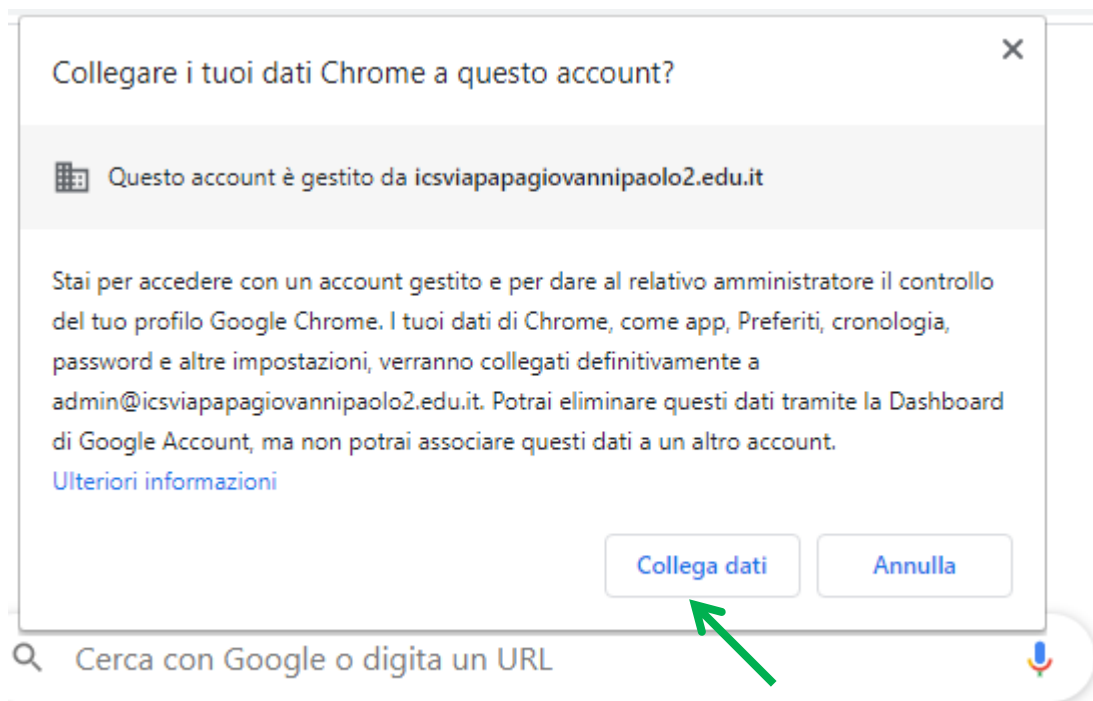 Collegare i tuoi dati Chrome a questo account?
Questo account è gestito da icsviapapagiovannipaolo2.edu.it
Stai per accedere con un account gestito e per dare al relativo amministratore il controllo
del tuo profilo Google Chrome. I tuoi dati di Chrome, come app, Preferiti, cronologia,
password e altre impostazioni, verranno collegati definitivamente a
admin@icsviapapagiovannipaolo2.edu.it. Potrai eliminare questi dati tramite la Dashboard
di Google Account, ma non potrai associare questi dati a un altro account.
Ulteriori informazioni
Collega dati
Annulla
Cerca con Google o digita un URL